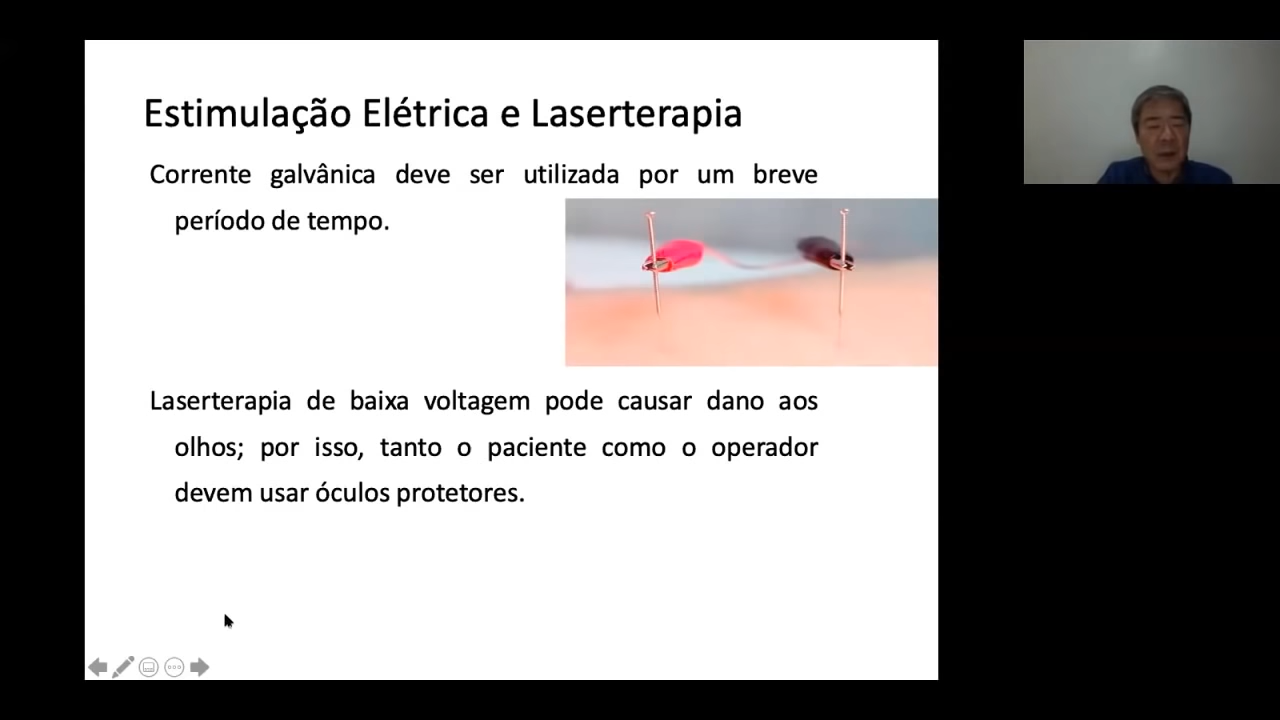 Estimulação Elétrica e Laserterapia
Corrente galvânica deve ser utilizada por um breve
período de tempo.
Laserterapia de baixa voltagem pode causar dano aos
olhos; por isso, tanto o paciente como o operador
devem usar óculos protetores.